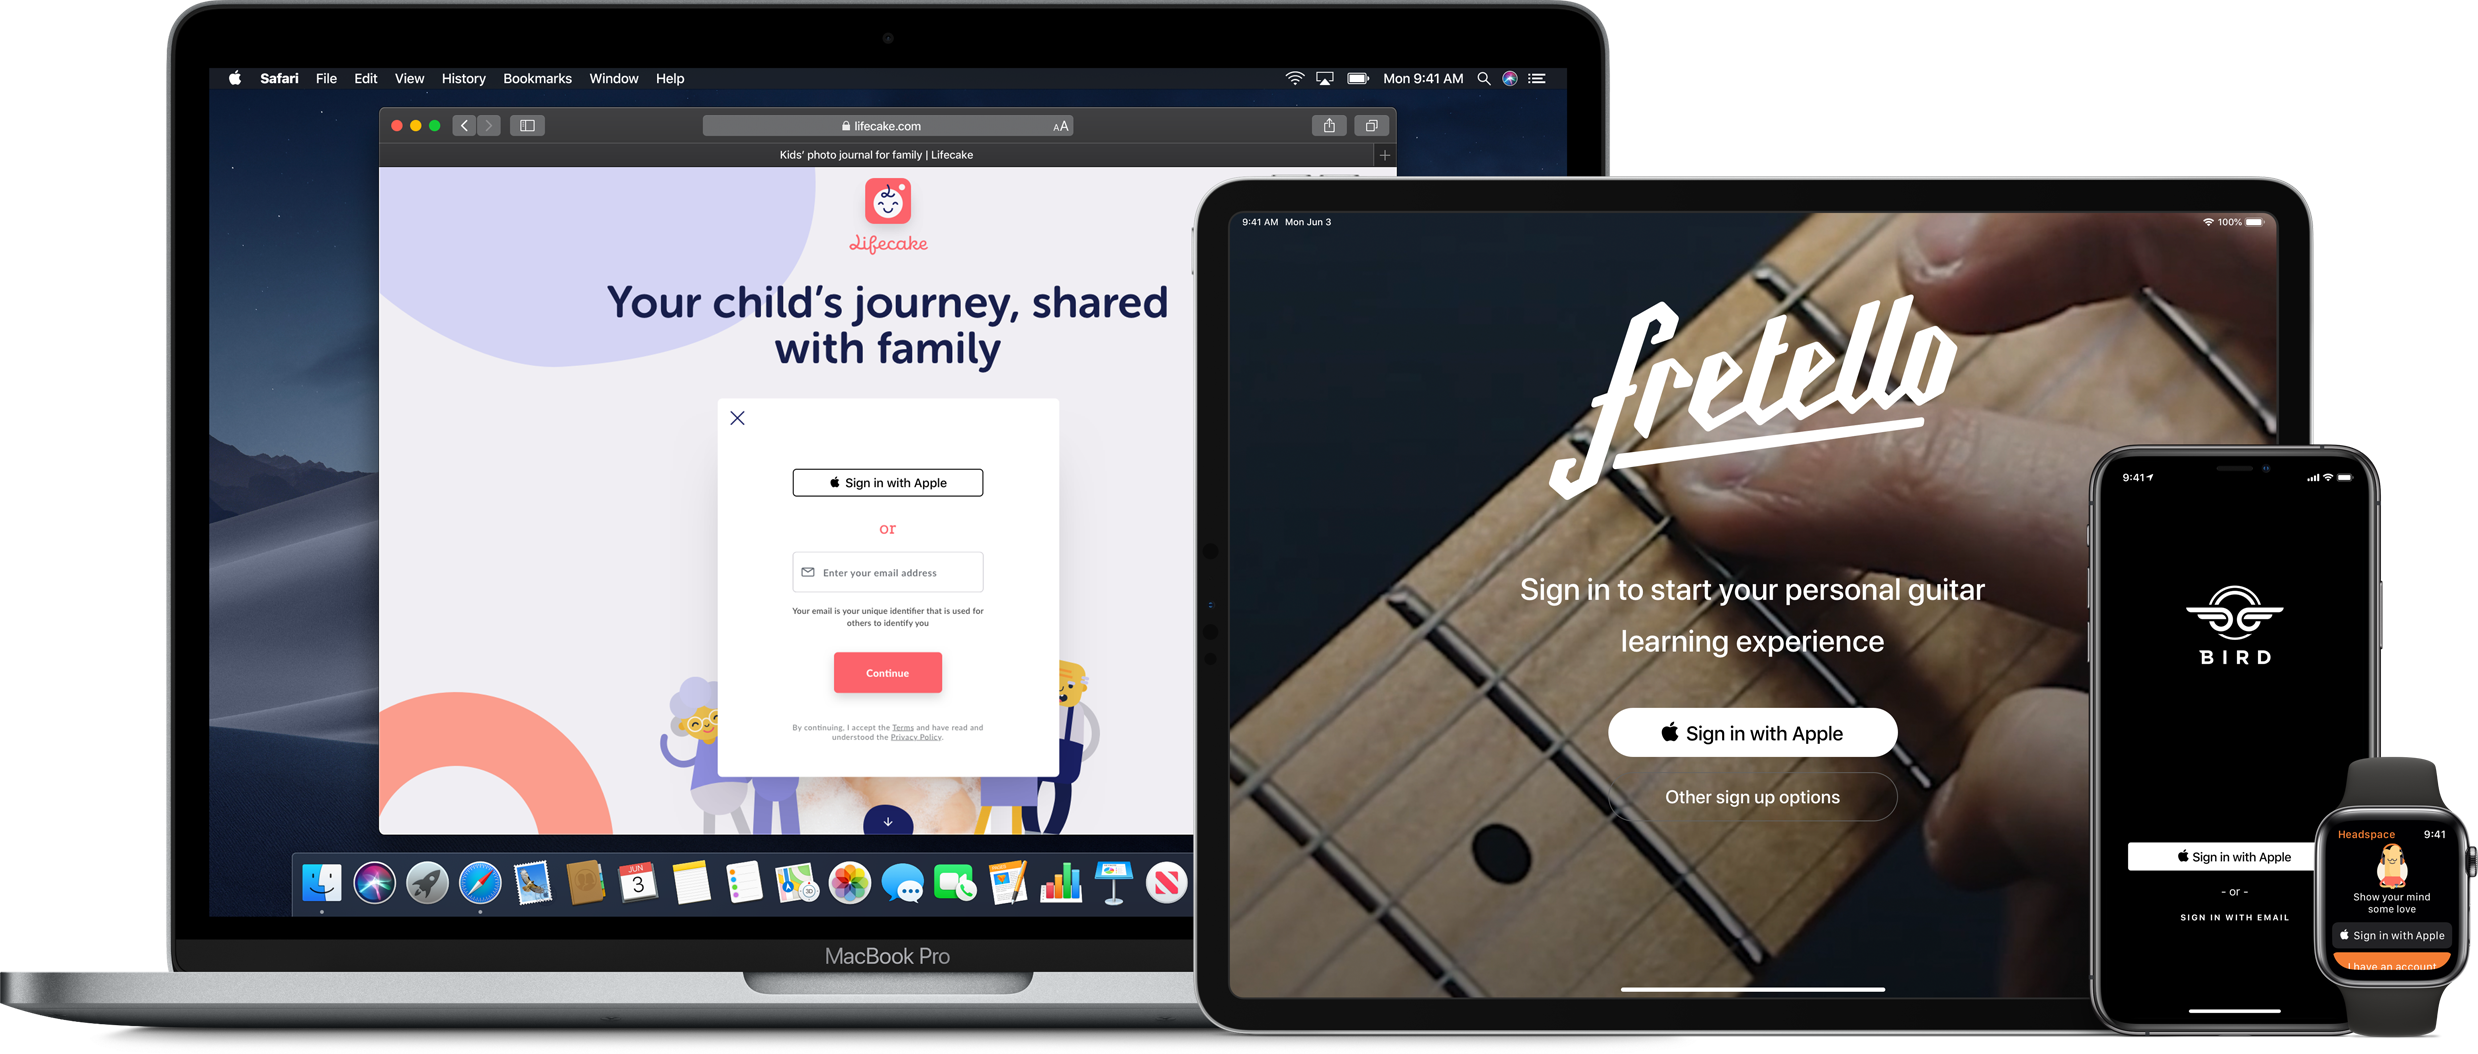 Safari File Edit View History Bookmarks Window Help
Mon 9:41 AM
lifecake.com
AA
Kids' photo journal for family | Lifecake
Lifecake
Your child's journey, shared
with family
Sign in with Apple
or
Enter your email address
Your email is your unique identifier that is used for
others to identify you
Continue
By continuing, I accept the Terms and have read and
understood the Privacy Policy.
JUN
3
3D
MacBook Pro
9:41 AM Mon Jun 3
100%
fretello
Sign in to start your personal guitar
learning experience
Sign in with Apple
Other sign up options
9:41
BIRD
Sign in with Apple
- or -
SIGN IN WITH EMAIL
Headspace 9:41
Show your mind
some love
Sign in with Apple
I have an account